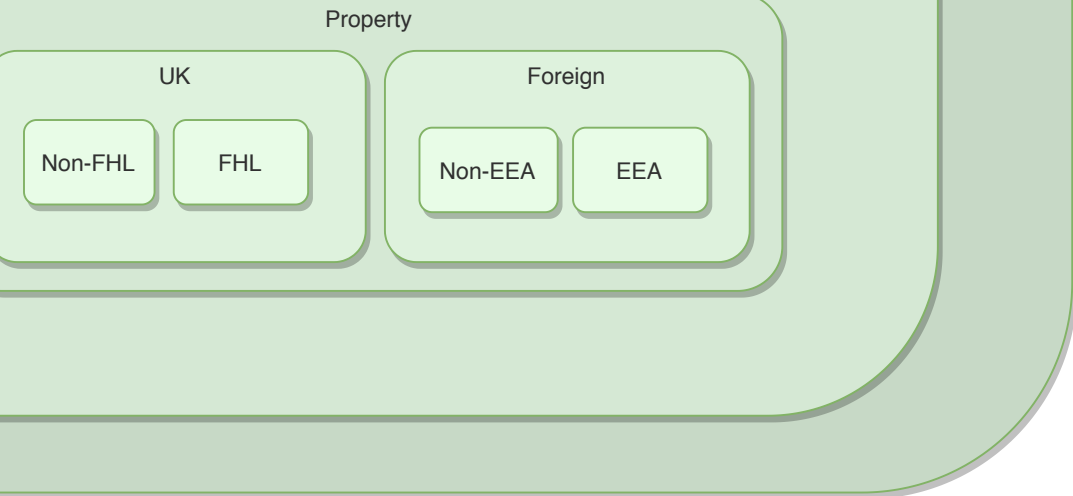 Property
UK
Foreign
Non-FHL
FHL
Non-EEA
EEA